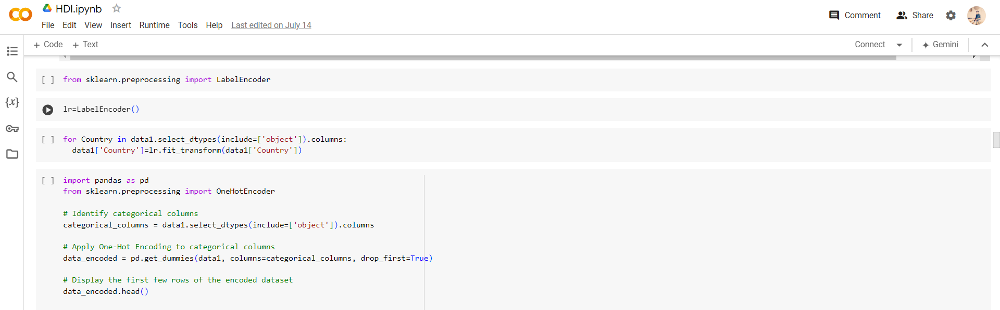 HDI.ipynb
File Edit View Insert Runtime Tools Help Last edited on July 14
Comment Share
+ Code + Text
Connect Gemini
[ ] from sklearn.preprocessing import LabelEncoder
{x}
lr=LabelEncoder()
[ ] for Country in data1.select_dtypes(include=['object']).columns:
data1['Country']=lr.fit_transform(data1['Country'])
[ ] import pandas as pd
from sklearn.preprocessing import OneHotEncoder
# Identify categorical columns
categorical_columns = data1.select_dtypes(include=['object']).columns
# Apply One-Hot Encoding to categorical columns
data_encoded = pd.get_dummies(data1, columns=categorical_columns, drop_first=True)
# Display the first few rows of the encoded dataset
data_encoded.head()